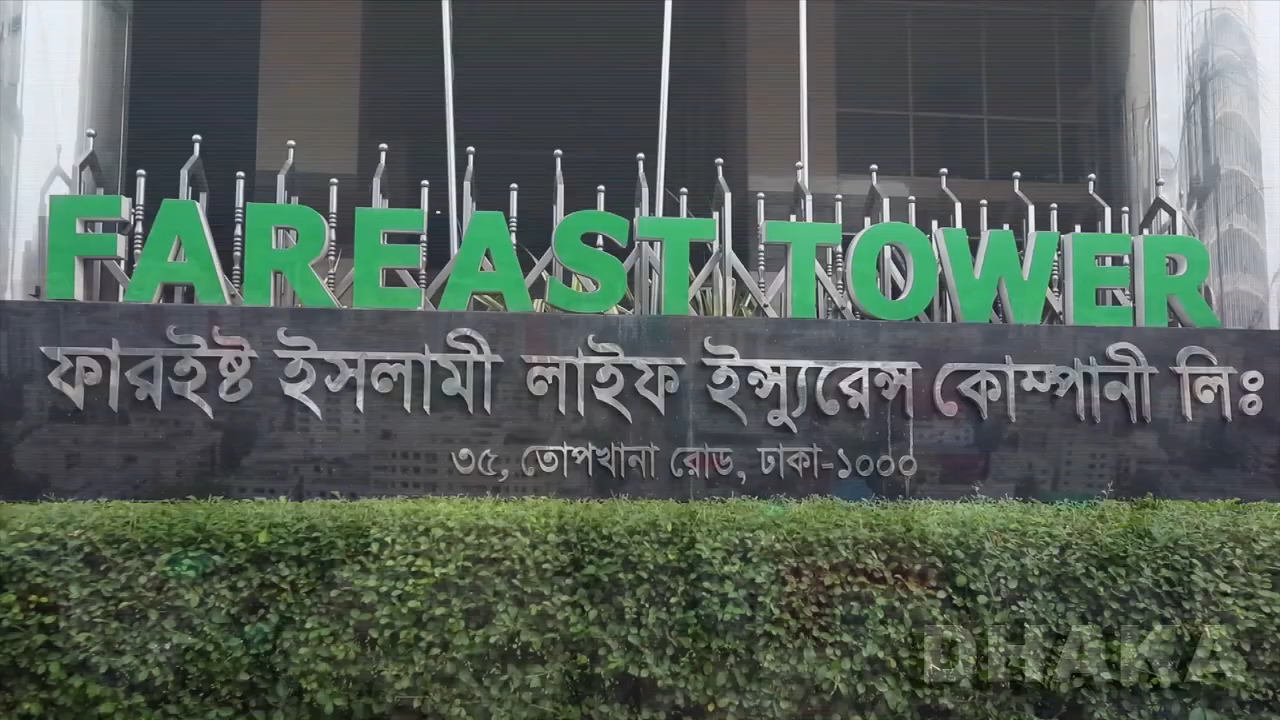 FAREAST TOWER
ফারইষ্ট ইসলামী লাইফ ইন্স্যুরেন্স কোম্পানী লিঃ
৩৫, তোপখানা রোড, ঢাকা-১০০০
DHAKA